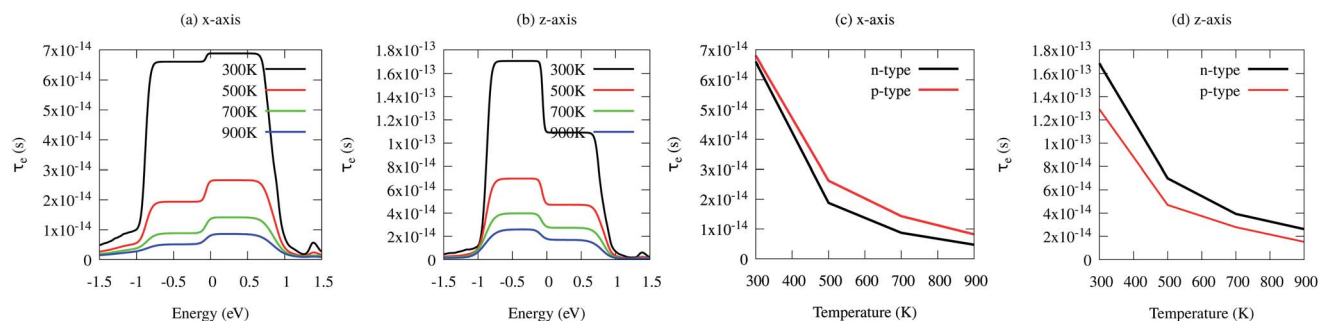 (a) x-axis
τe (s)
7x10-14
6x10-14
5x10-14
4x10-14
3x10-14
2x10-14
1x10-14
0
300K
500K
700K
900K
-1.5 -1 -0.5 0 0.5 1 1.5
Energy (eV)
(b) z-axis
τe (s)
1.8x10-13
1.6x10-13
1.4x10-13
1.2x10-13
1x10-13
8x10-14
6x10-14
4x10-14
2x10-14
0
300K
500K
700K
900K
-1.5 -1 -0.5 0 0.5 1 1.5
Energy (eV)
(c) x-axis
τe (s)
7x10-14
6x10-14
5x10-14
4x10-14
3x10-14
2x10-14
1x10-14
0
n-type
p-type
300 400 500 600 700 800 900
Temperature (K)
(d) z-axis
τe (s)
1.8x10-13
1.6x10-13
1.4x10-13
1.2x10-13
1x10-13
8x10-14
6x10-14
4x10-14
2x10-14
0
n-type
p-type
300 400 500 600 700 800 900
Temperature (K)